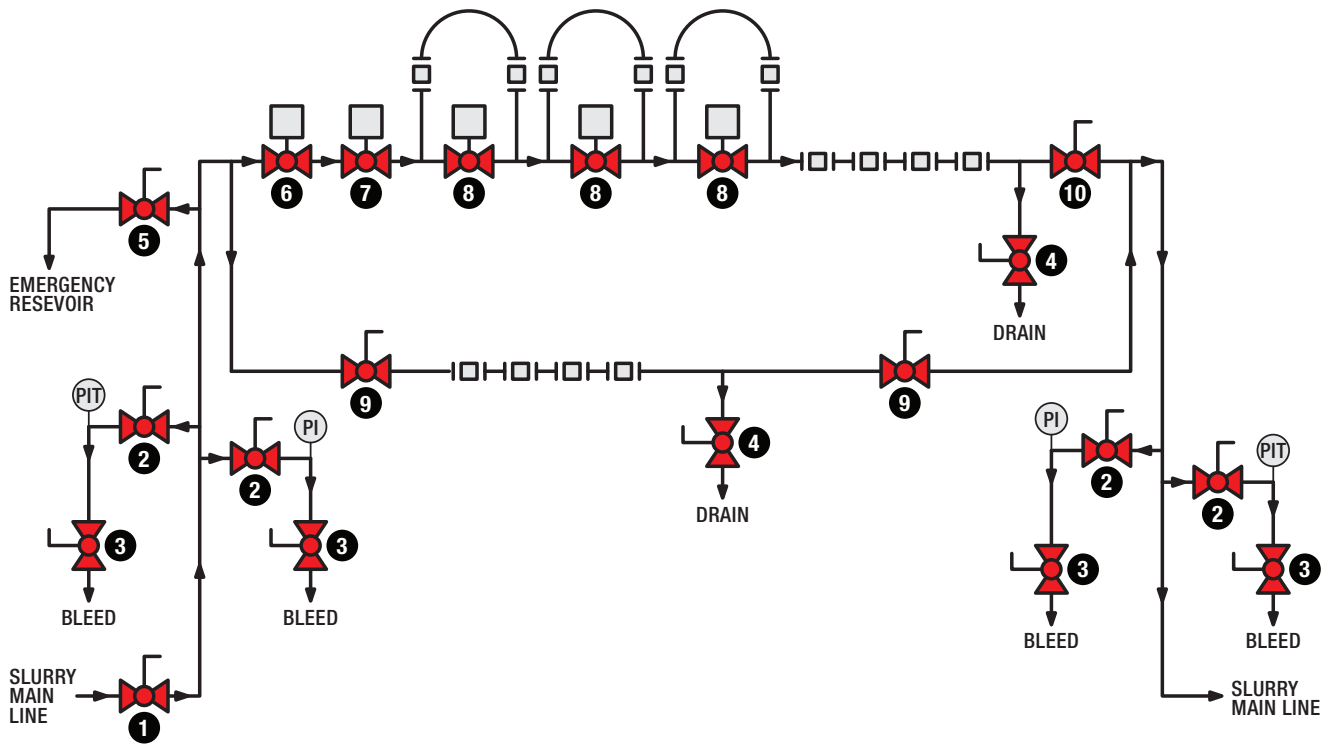 6
7
8
8
8
10
5
4
EMERGENCY
RESEVOIR
DRAIN
9
9
PIT
2
PI
2
4
PI
2
PIT
2
DRAIN
3
3
3
3
BLEED
BLEED
BLEED
BLEED
SLURRY
MAIN
LINE
1
SLURRY
MAIN LINE